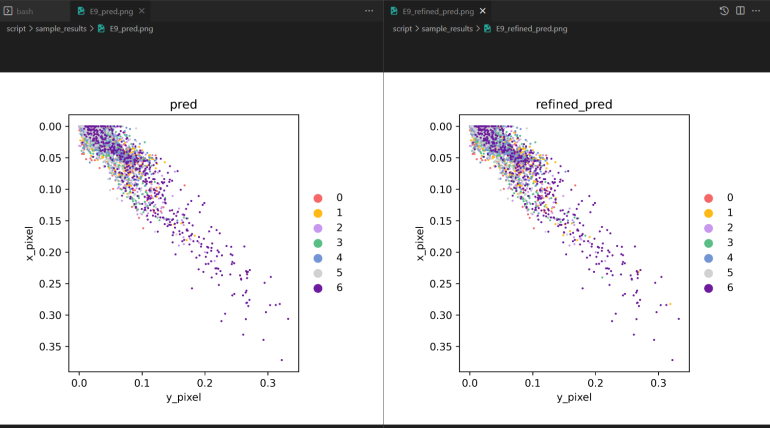 bash
E9_pred.png
script > sample_results > E9_pred.png
pred
0.00
0.05
0.10
0.15
0.20
0.25
0.30
0.35
x_pixel
0.0 0.1 0.2 0.3
y_pixel
0
1
2
3
4
5
6
E9_refined_pred.png
script > sample_results > E9_refined_pred.png
refined_pred
0.00
0.05
0.10
0.15
0.20
0.25
0.30
0.35
x_pixel
0.0 0.1 0.2 0.3
y_pixel
0
1
2
3
4
5
6